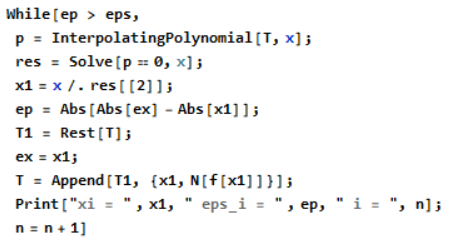 While[ep > eps,
p = InterpolatingPolynomial[T, x];
res = Solve[p == 0, x];
x1 = x /. res[[2]];
ep = Abs[Abs[ex] - Abs[x1]];
T1 = Rest[T];
ex = x1;
T = Append[T1, {x1, N[f[x1]]}];
Print["xi = ", x1, " eps_i = ", ep, " i = ", n];
n = n + 1]